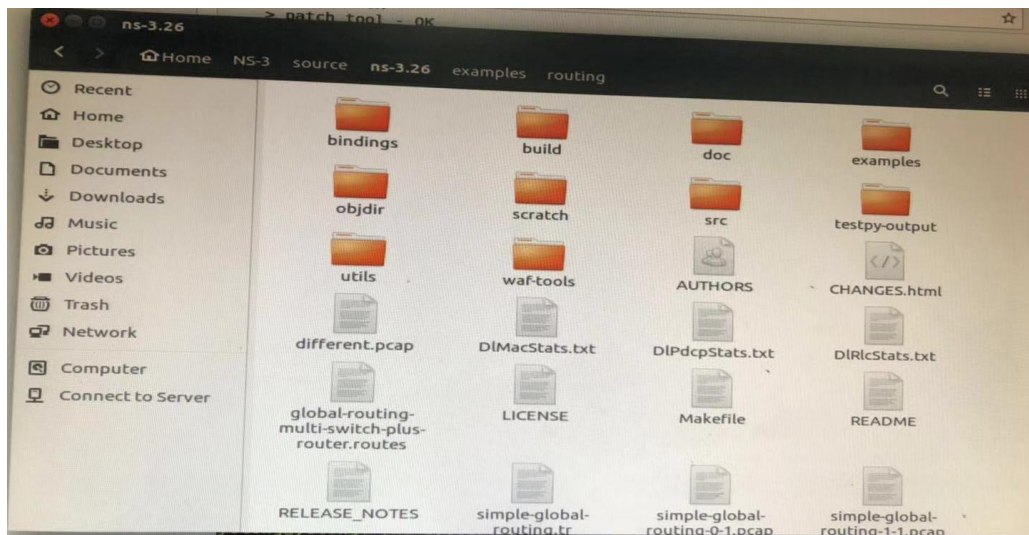 > patch tool - OK
ns-3.26
Home NS-3 source ns-3.26 examples routing
Recent
Home
Desktop
Documents
Downloads
Music
Pictures
Videos
Trash
Network
Computer
Connect to Server
bindings build doc examples
objdir scratch src testpy-output
utils waf-tools AUTHORS CHANGES.html
different.pcap DlMacStats.txt DlPdcpStats.txt DlRlcStats.txt
global-routing-
multi-switch-plus-
router.routes
LICENSE Makefile README
RELEASE_NOTES
simple-global-
routing.tr
simple-global-
routing-0-1.pcap
simple-global-
routing-1-1.pcap